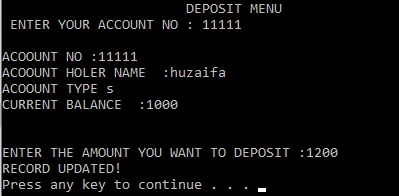 DEPOSIT MENU
ENTER YOUR ACCOUNT NO : 11111
ACOOUNT NO :11111
ACOOUNT HOLER NAME :huzaifa
ACOOUNT TYPE s
CURRENT BALANCE :1000
ENTER THE AMOUNT YOU WANT TO DEPOSIT :1200
RECORD UPDATED!
Press any key to continue . . .